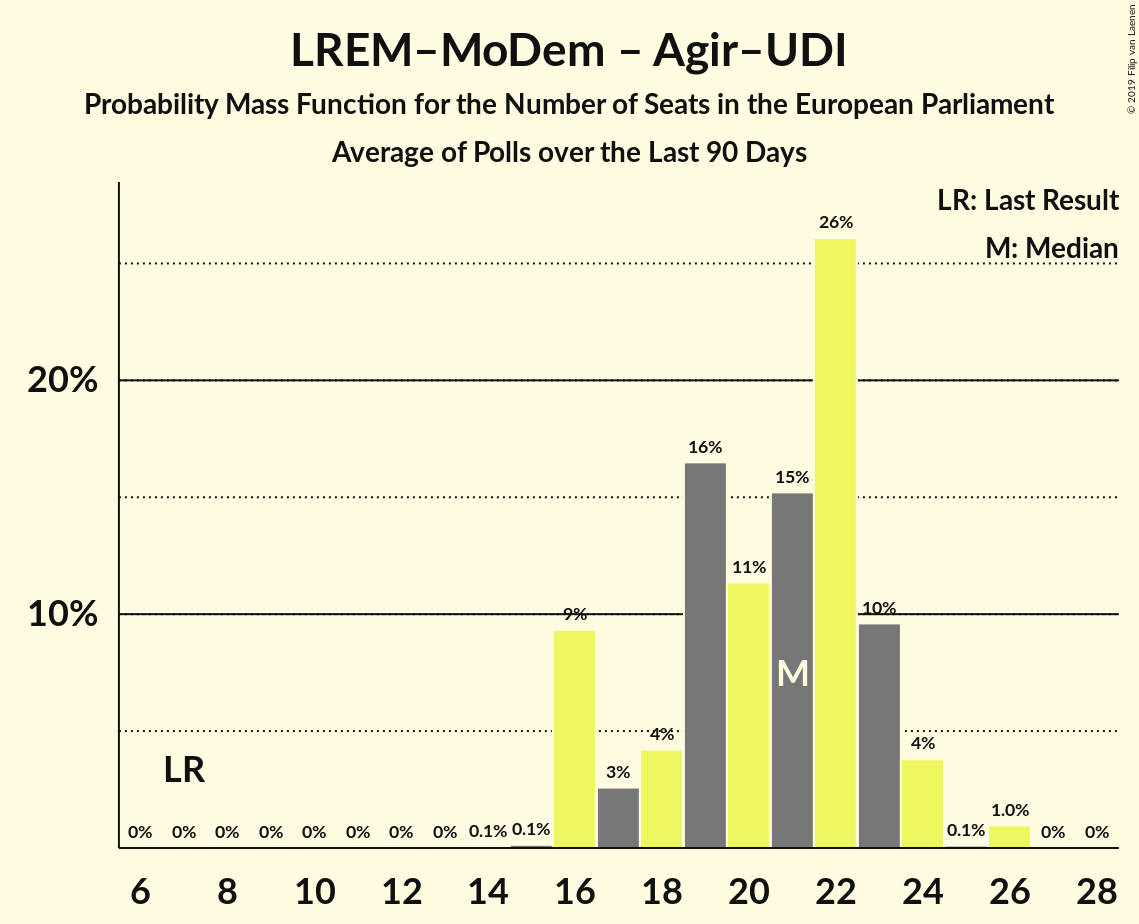 LREM–MoDem – Agir–UDI
Probability Mass Function for the Number of Seats in the European Parliament
Average of Polls over the Last 90 Days
© 2019 Filip van Laenen
LR: Last Result
M: Median
26%
20%
16%
15%
11%
10%
9%
10%
M
4%
4%
LR
3%
1.0%
0% 0% 0% 0% 0% 0% 0% 0% 0.1% 0.1% 0.1% 0% 0%
6 8 10 12 14 16 18 20 22 24 26 28